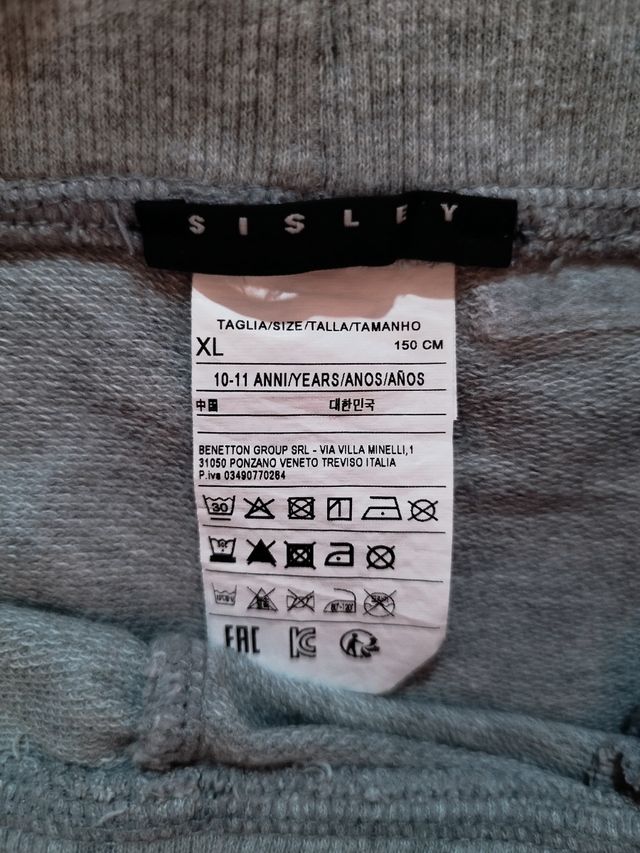 SISLEY
TAGLIA/SIZE/TALLA/TAMANHO
XL 150 CM
10-11 ANNI/YEARS/ANOS/AÑOS
中国 대한민국
BENETTON GROUP SRL - VIA VILLA MINELLI,1
31050 PONZANO VENETO TREVISO ITALIA
P.iva 03490770264
30
EAC KC